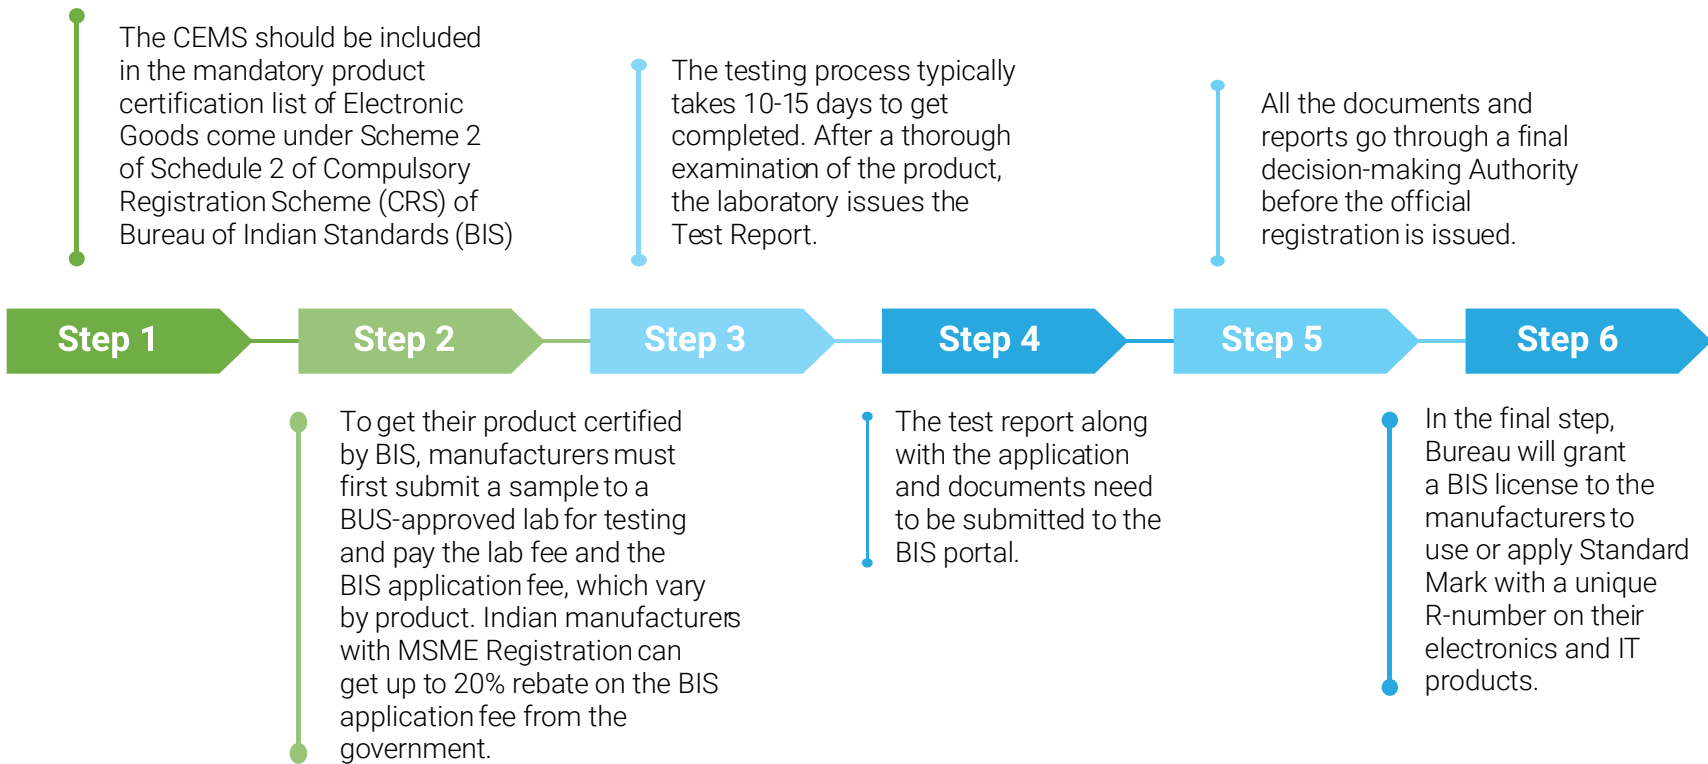 The CEMS should be included
in the mandatory product
certification list of Electronic
Goods come under Scheme 2
of Schedule 2 of Compulsory
Registration Scheme (CRS) of
Bureau of Indian Standards (BIS)
The testing process typically
takes 10-15 days to get
completed. After a thorough
examination of the product,
the laboratory issues the
Test Report.
All the documents and
reports go through a final
decision-making Authority
before the official
registration is issued.
Step 1
Step 2
Step 3
Step 4
Step 5
Step 6
To get their product certified
by BIS, manufacturers must
first submit a sample to a
BUS-approved lab for testing
and pay the lab fee and the
BIS application fee, which vary
by product. Indian manufacturers
with MSME Registration can
get up to 20% rebate on the BIS
application fee from the
government.
The test report along
with the application
and documents need
to be submitted to the
BIS portal.
In the final step,
Bureau will grant
a BIS license to the
manufacturers to
use or apply Standard
Mark with a unique
R-number on their
electronics and IT
products.